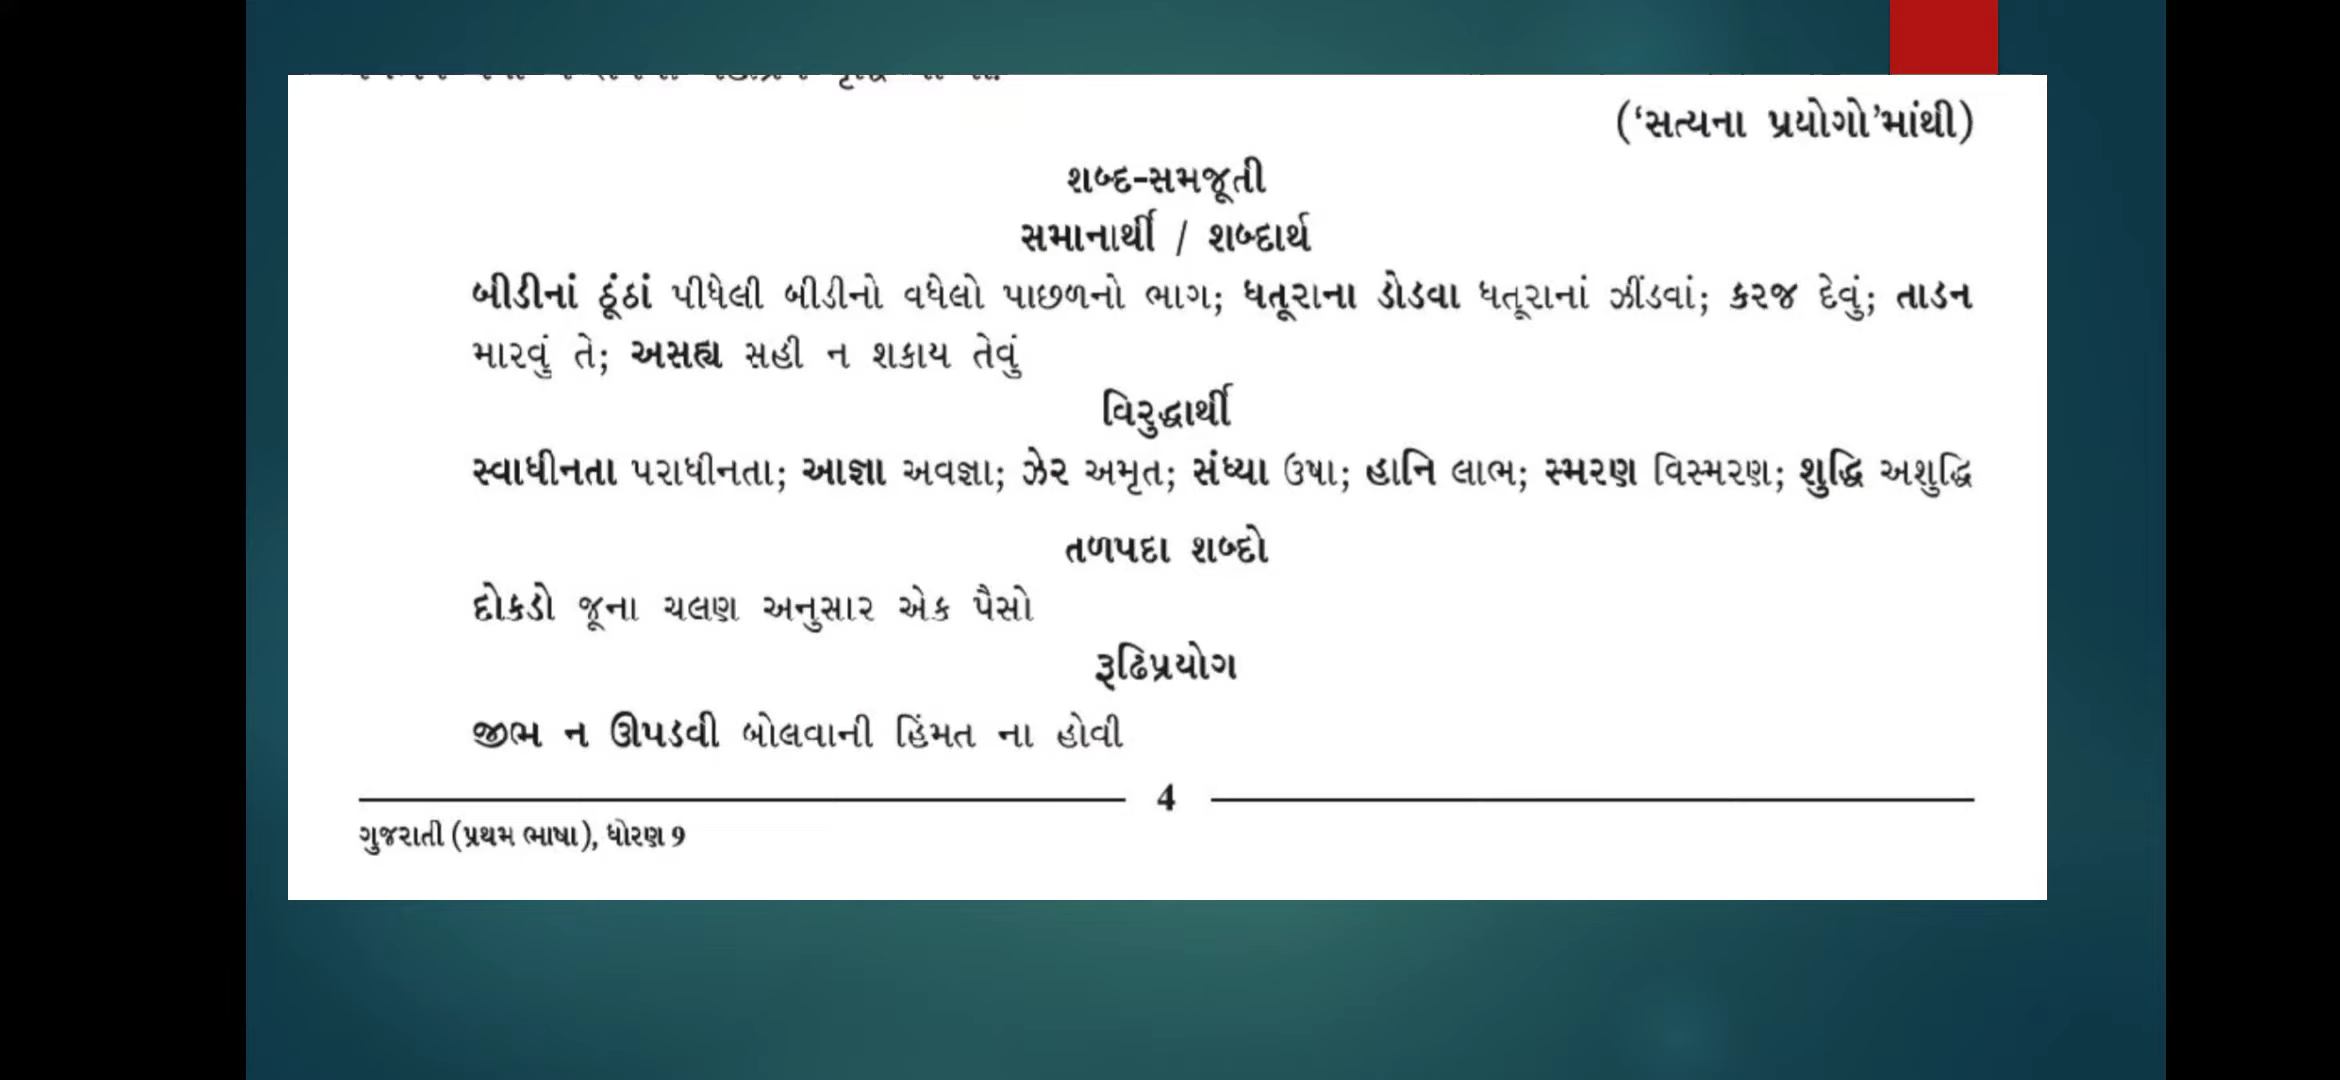 ('સત્યના પ્રયોગો'માંથી)
શબ્દ-સમજૂતી
સમાનાર્થી / શબ્દાર્થ
બીડીનાં ઠૂંઠાં પીધેલી બીડીનો વધેલો પાછળનો ભાગ; ધતૂરાના ડોડવા ધતૂરાનાં ઝીંડવાં; કરજ દેવું; તાડન
મારવું તે; અસહ્ય સહી ન શકાય તેવું
વિરુદ્ધાર્થી
સ્વાધીનતા પરાધીનતા; આજ્ઞા અવજ્ઞા; ઝેર અમૃત; સંધ્યા ઉષા; હાનિ લાભ; સ્મરણ વિસ્મરણ; શુદ્ધિ અશુદ્ધિ
તળપદા શબ્દો
દોકડો જૂના ચલણ અનુસાર એક પૈસો
રૂઢિપ્રયોગ
જીભ ન ઊપડવી બોલવાની હિંમત ના હોવી
4
ગુજરાતી (પ્રથમ ભાષા), ધોરણ 9